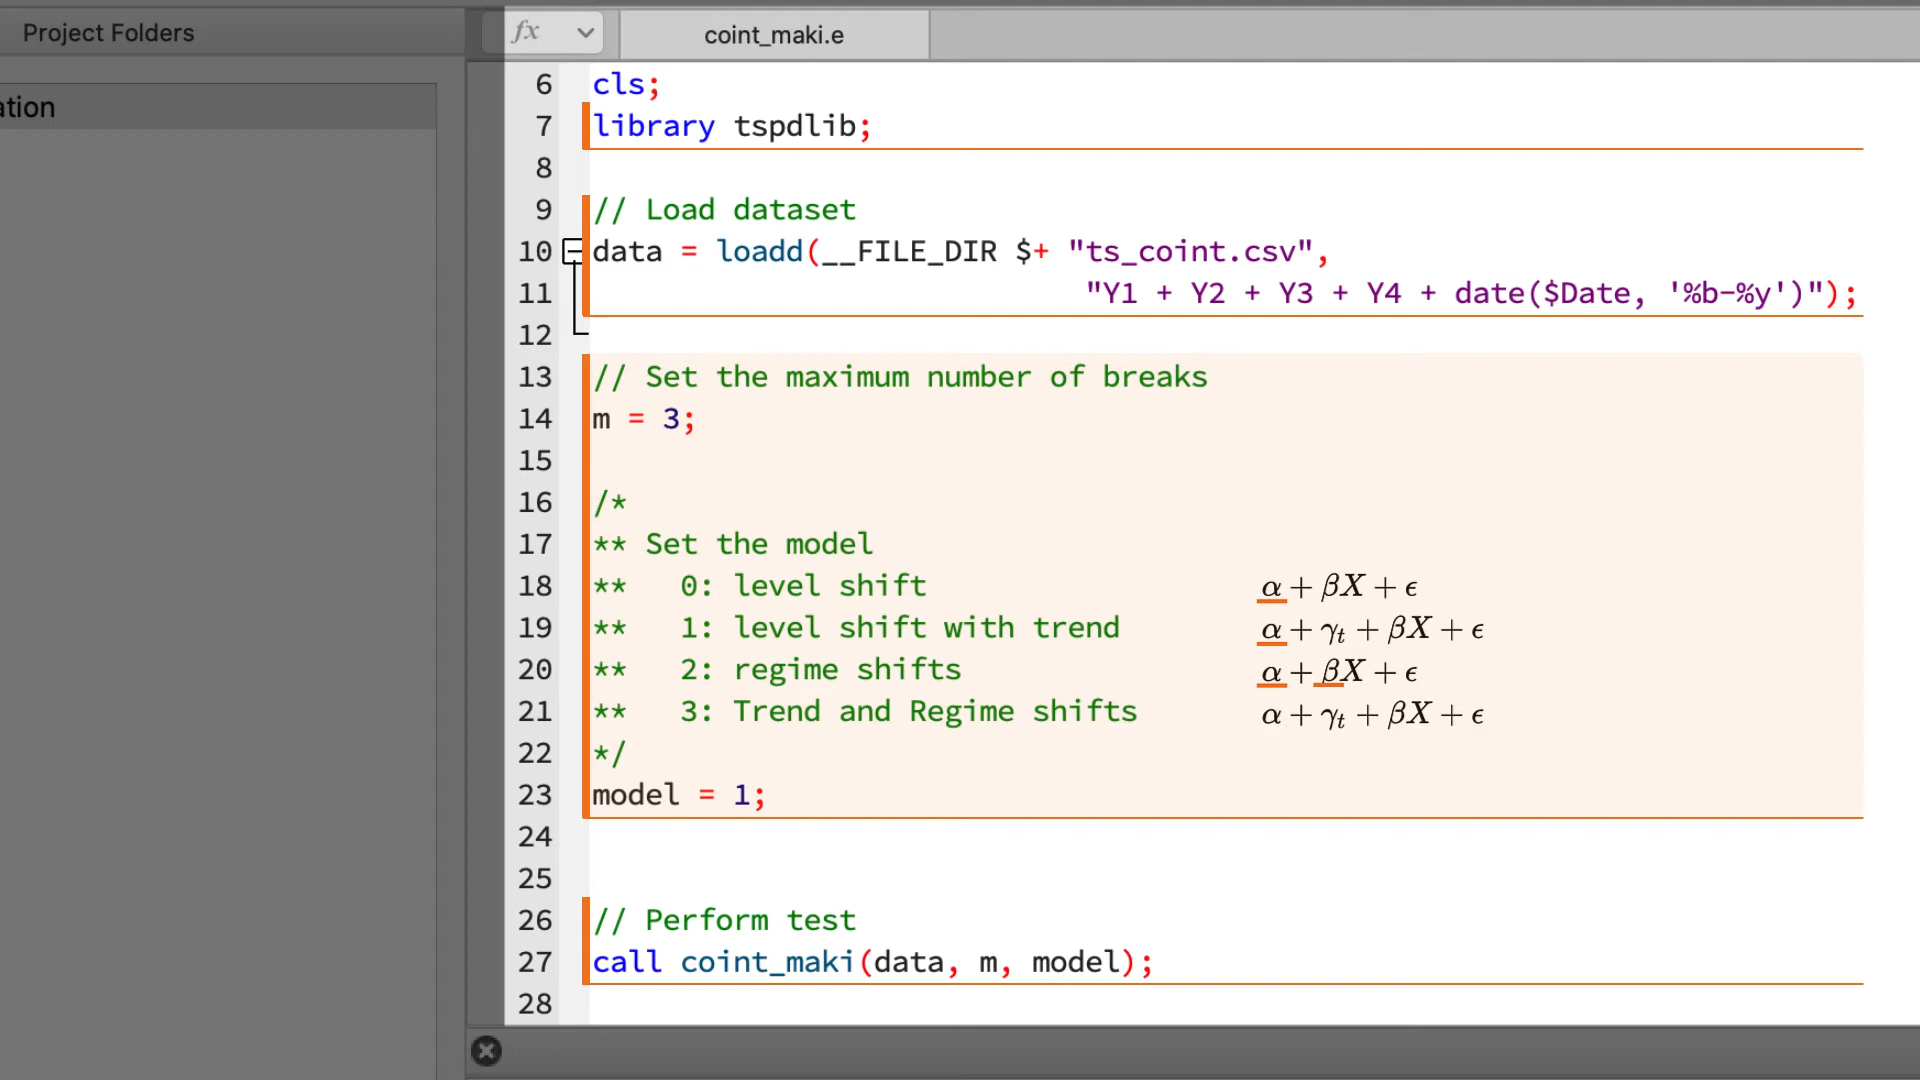 Project Folders
fx
coint_maki.e
ation
6 cls;
7 library tspdlib;
8
9 // Load dataset
10 data = loadd(__FILE_DIR $+ "ts_coint.csv",
11 "Y1 + Y2 + Y3 + Y4 + date($Date, '%b-%y')");
12
13 // Set the maximum number of breaks
14 m = 3;
15
16 /*
17 ** Set the model
18 ** 0: level shift α + βX + ϵ
19 ** 1: level shift with trend α + γₜ + βX + ϵ
20 ** 2: regime shifts α + βX + ϵ
21 ** 3: Trend and Regime shifts α + γₜ + βX + ϵ
22 */
23 model = 1;
24
25
26 // Perform test
27 call coint_maki(data, m, model);
28